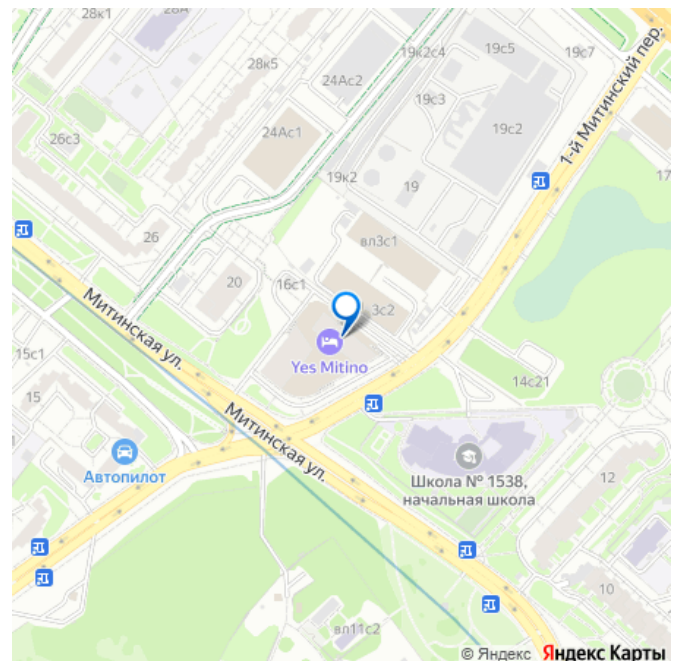 28к1
28А
28к5
19к2с4
19с5
19с7
24Ас2
1-й Митинский пер.
19с3
24Ас1
19с2
26с3
19к2
19
17
26
вл3с1
20
16с1
3с2
Митинская ул.
15с1
Yes Mitino
14с21
15
Митинская ул.
Автопилот
Школа № 1538,
начальная школа
12
10
вл11с2
© Яндекс Яндекс Карты